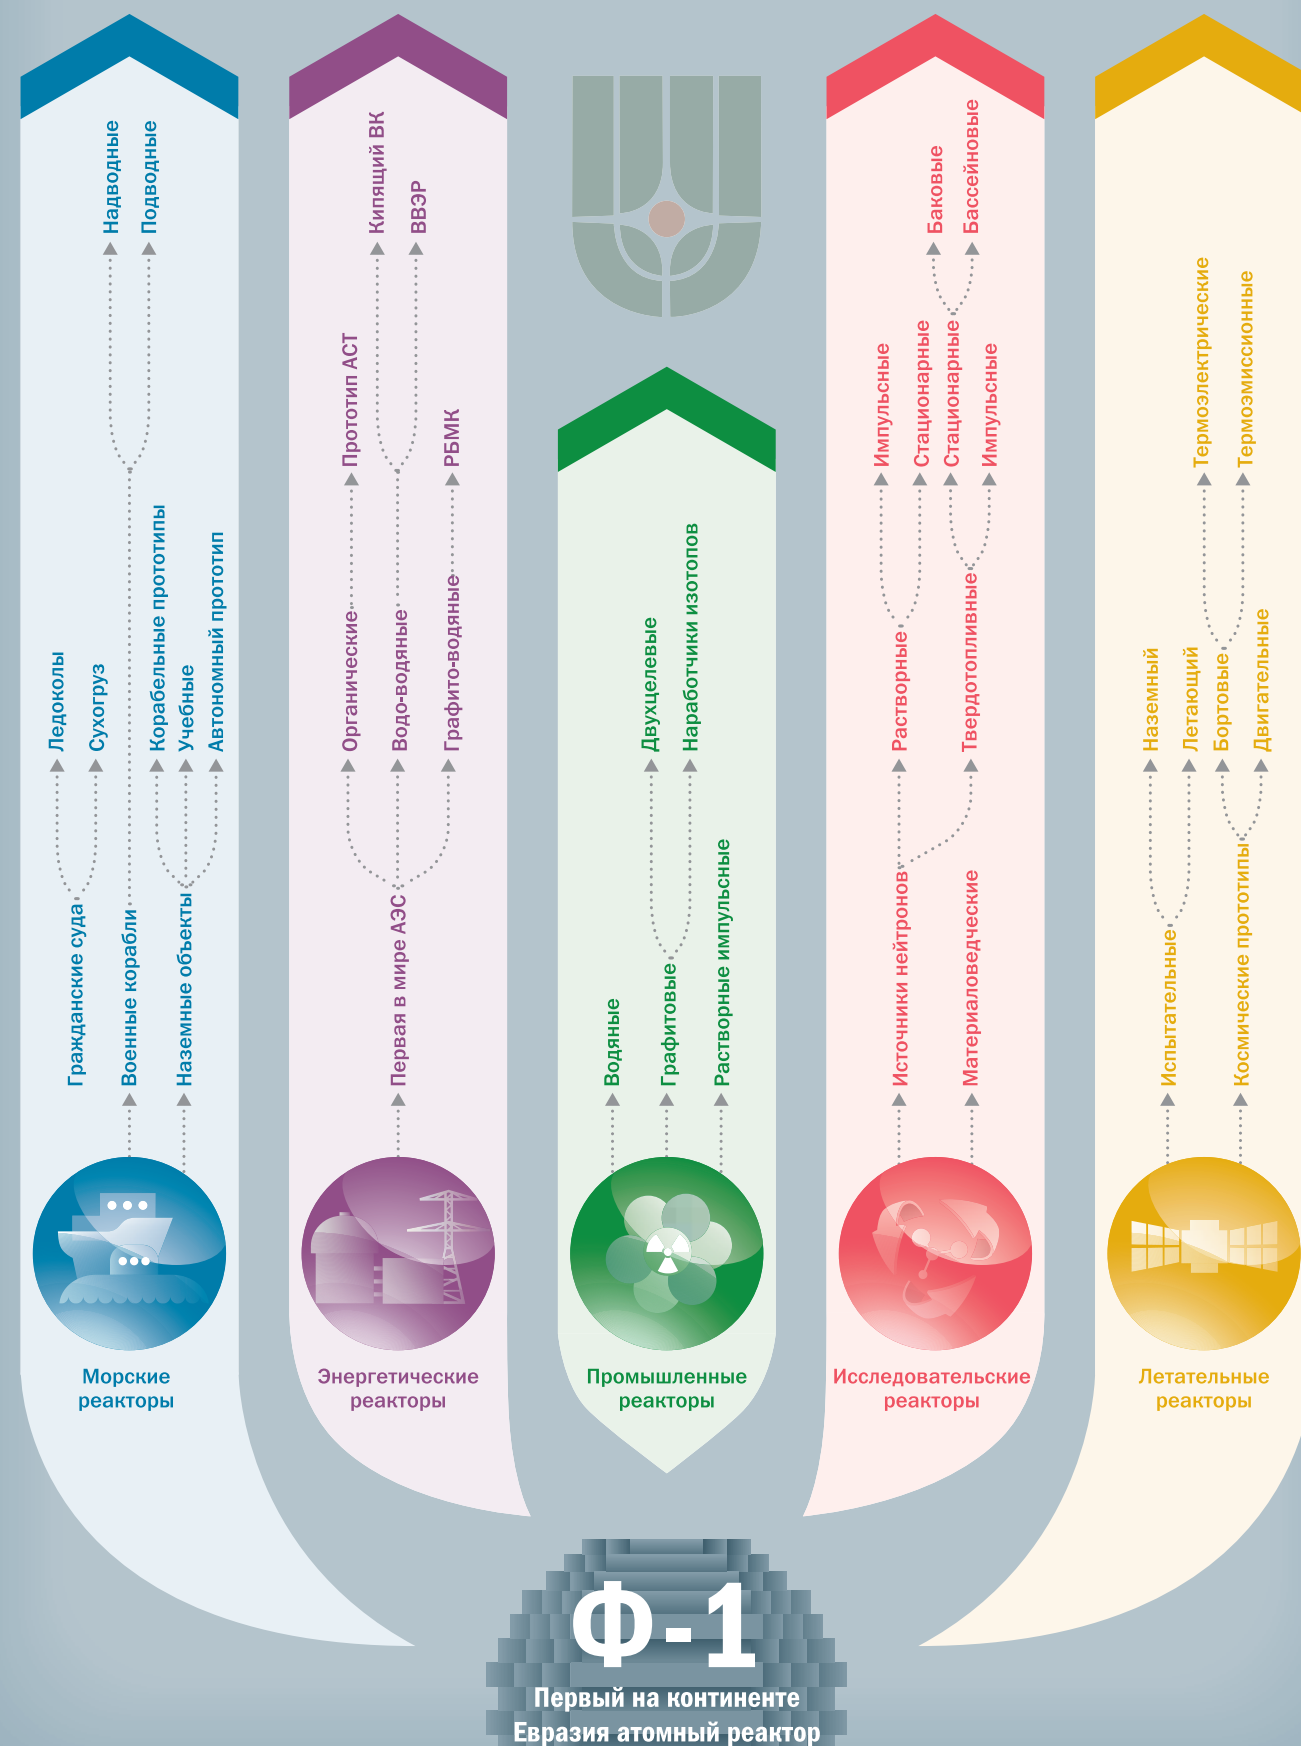 Надводные
Подводные
Ледоколы
Сухогруз
Корабельные прототипы
Учебные
Автономный прототип
Гражданские суда
Военные корабли
Наземные объекты
Морские
реакторы
Кипящий ВК
ВВЭР
Прототип АСТ
РБМК
Органические
Водо-водяные
Графито-водяные
Первая в мире АЭС
Энергетические
реакторы
Двухцелевые
Наработчики изотопов
Водяные
Графитовые
Растворные импульсные
Промышленные
реакторы
Баковые
Бассейновые
Импульсные
Стационарные
Стационарные
Импульсные
Растворные
Твердотопливные
Источники нейтронов
Материаловедческие
Исследовательские
реакторы
Термоэлектрические
Термоэмиссионные
Наземный
Летающий
Бортовые
Двигательные
Испытательные
Космические прототипы
Летательные
реакторы
Ф-1
Первый на континенте
Евразия атомный реактор